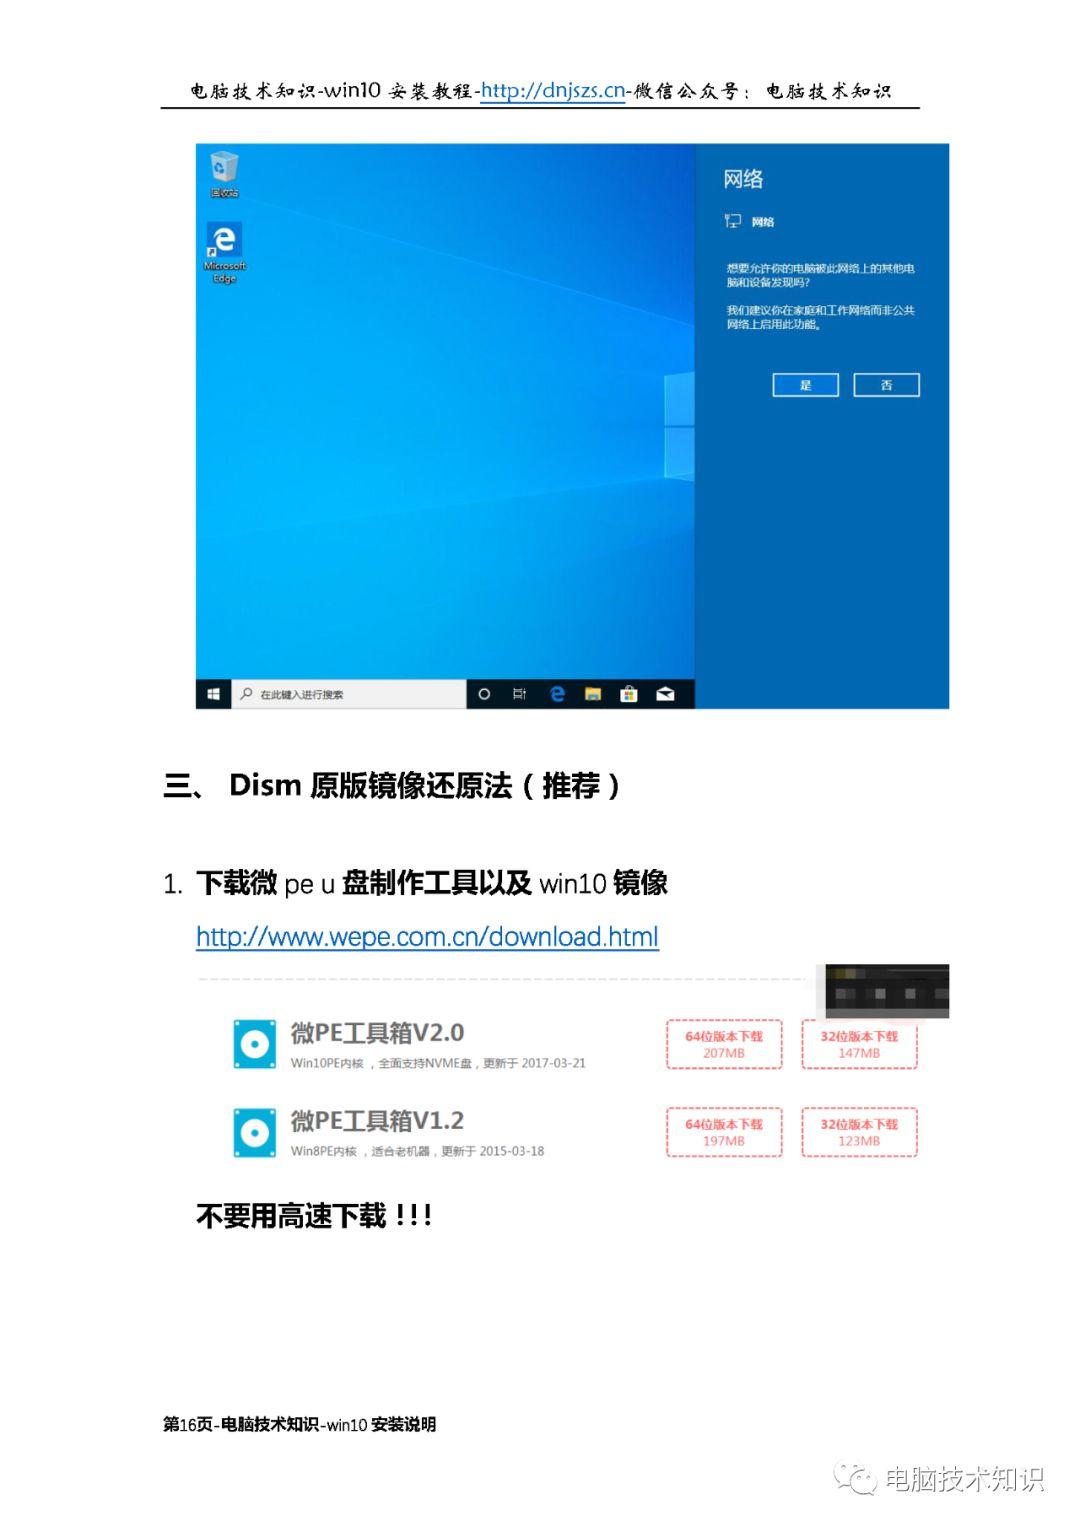 电脑技术知识-win10 安装教程-http://dnjszs.cn-微信公众号：电脑技术知识
回收站
Microsoft
Edge
网络
网络
想要允许你的电脑被此网络上的其他电
脑和设备发现吗?
我们建议你在家庭和工作网络而非公共
网络上启用此功能。
是
否
在此键入进行搜索
三、 Dism 原版镜像还原法（推荐）
1. 下载微 pe u 盘制作工具以及 win10 镜像
http://www.wepe.com.cn/download.html
微PE工具箱V2.0
Win10PE内核 ，全面支持NVME盘，更新于 2017-03-21
64位版本下载
207MB
32位版本下载
147MB
微PE工具箱V1.2
Win8PE内核 ，适合老机器，更新于 2015-03-18
64位版本下载
197MB
32位版本下载
123MB
不要用高速下载！!!
第16页-电脑技术知识-win10 安装说明
电脑技术知识